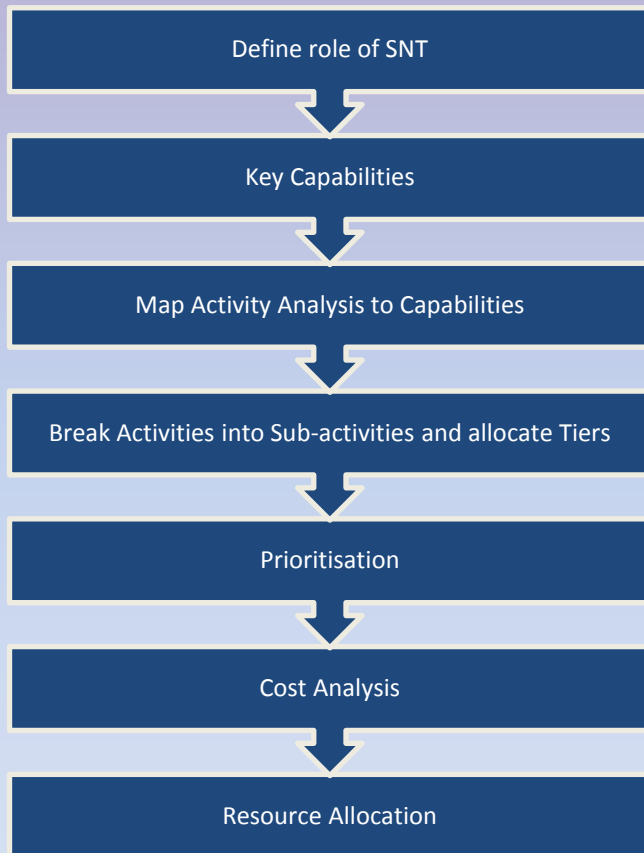 Define role of SNT
Key Capabilities
Map Activity Analysis to Capabilities
Break Activities into Sub-activities and allocate Tiers
Prioritisation
Cost Analysis
Resource Allocation